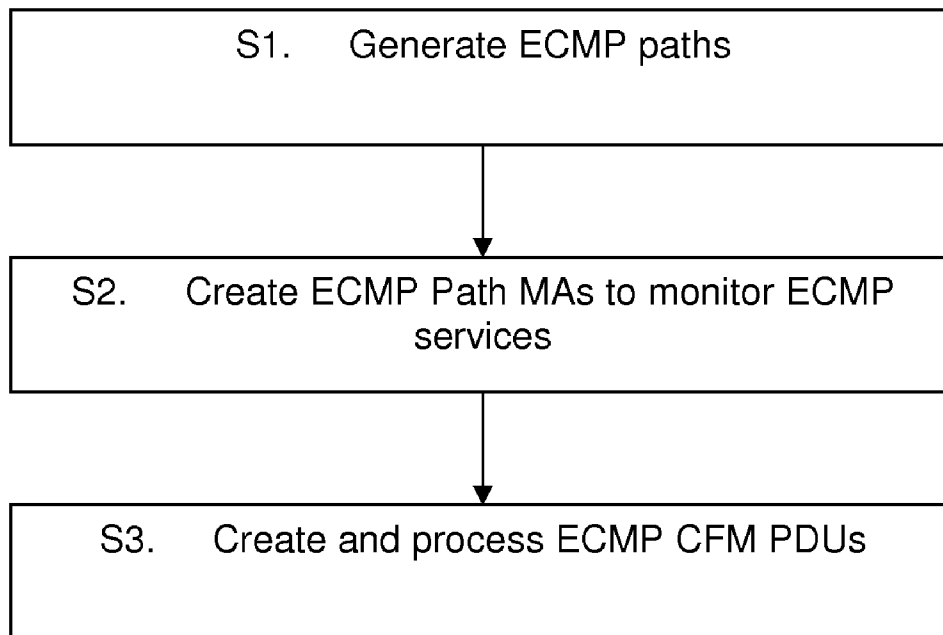 S1. Generate ECMP paths
S2. Create ECMP Path MAs to monitor ECMP
services
S3. Create and process ECMP CFM PDUs